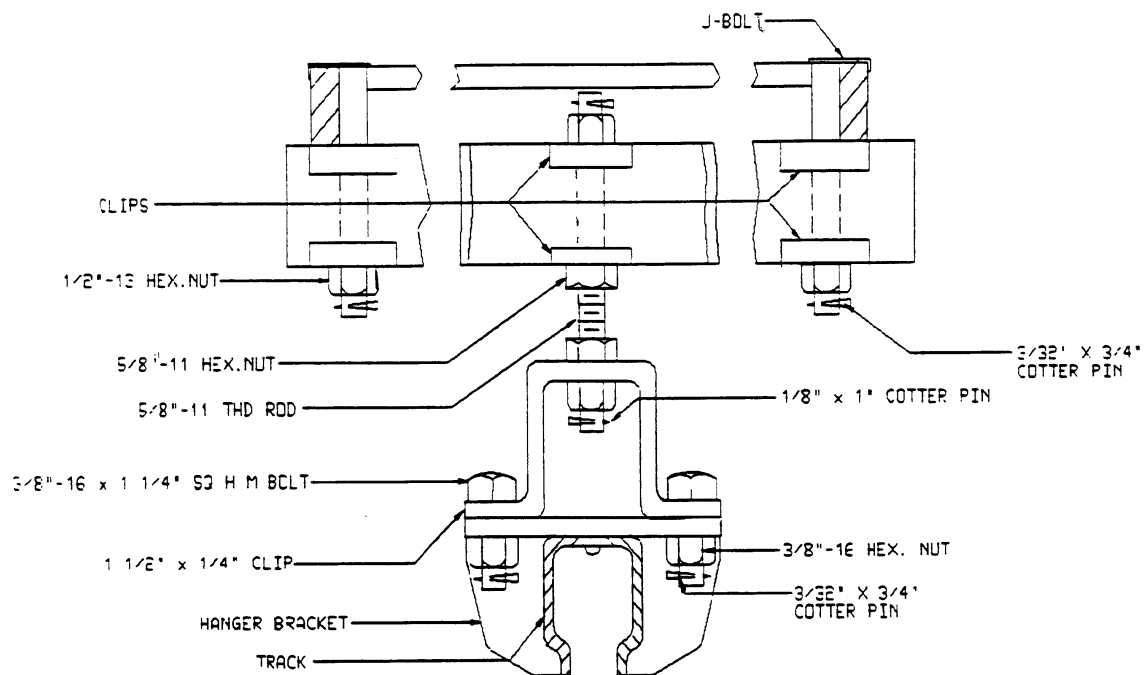 J-BOLT
CLIPS
1/2"-13 HEX.NUT
5/8"-11 HEX.NUT
3/32" X 3/4"
COTTER PIN
5/8"-11 THD ROD
1/8" x 1" COTTER PIN
3/8"-16 x 1 1/4" SQ H M BOLT
1 1/2" x 1/4" CLIP
3/8"-16 HEX. NUT
3/32" X 3/4"
COTTER PIN
HANGER BRACKET
TRACK